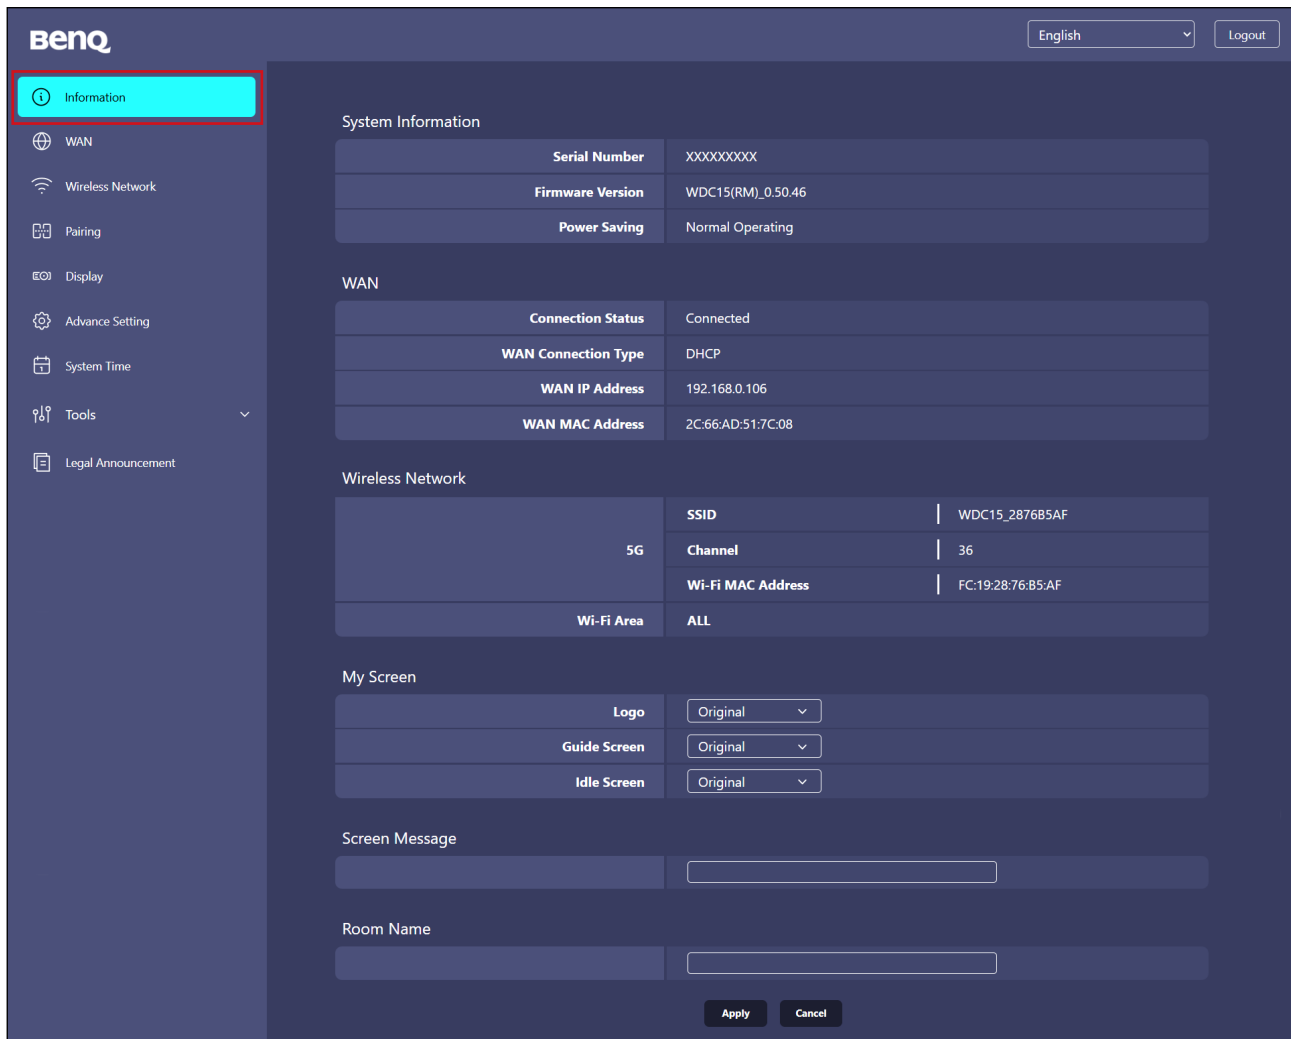 BenQ
English
Logout
Information
WAN
Wireless Network
Pairing
Display
Advance Setting
System Time
Tools
Legal Announcement
System Information
Serial Number XXXXXXXXX
Firmware Version WDC15(RM)_0.50.46
Power Saving Normal Operating
WAN
Connection Status Connected
WAN Connection Type DHCP
WAN IP Address 192.168.0.106
WAN MAC Address 2C:66:AD:51:7C:08
Wireless Network
5G
SSID WDC15_2876B5AF
Channel 36
Wi-Fi MAC Address FC:19:28:76:B5:AF
Wi-Fi Area ALL
My Screen
Logo Original
Guide Screen Original
Idle Screen Original
Screen Message
Room Name
Apply Cancel